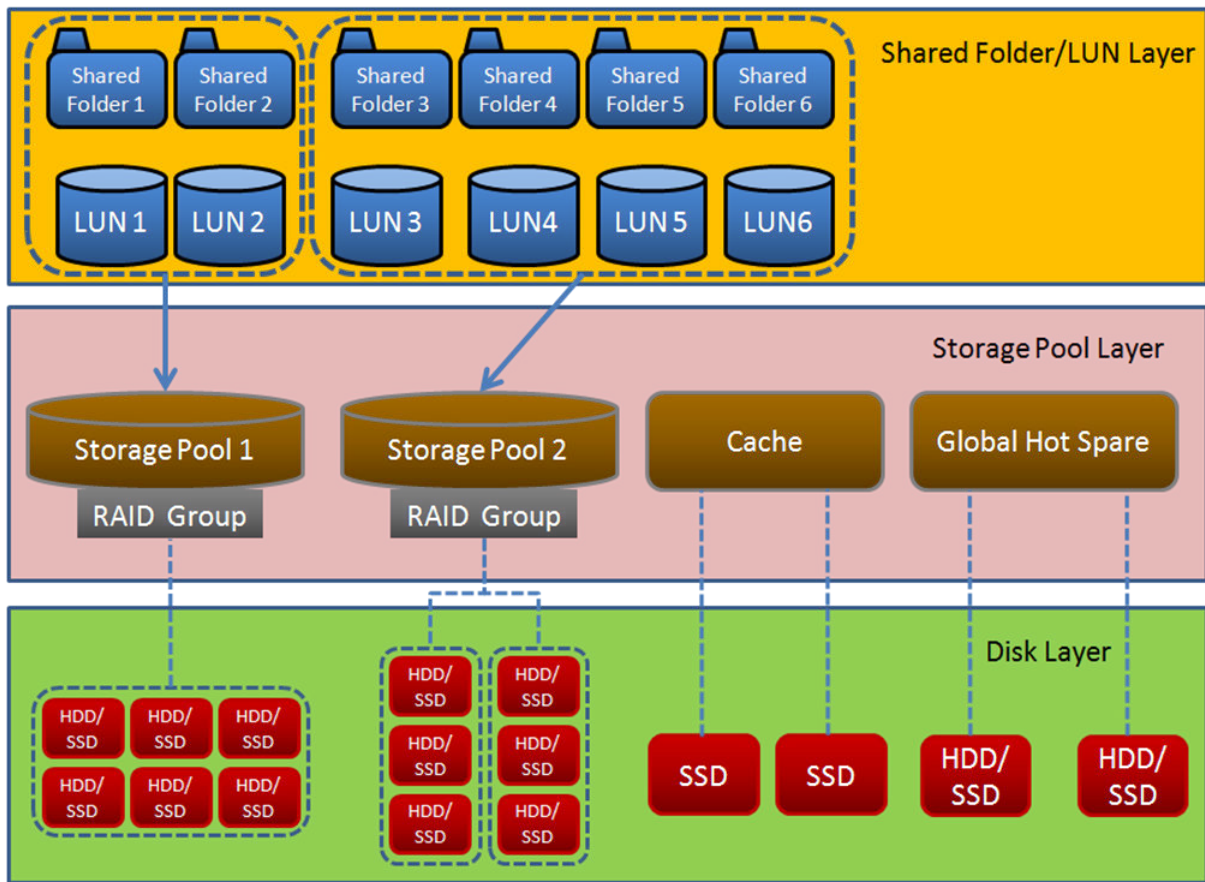 Shared Folder/LUN Layer
Shared
Folder 1
Shared
Folder 2
Shared
Folder 3
Shared
Folder 4
Shared
Folder 5
Shared
Folder 6
LUN 1
LUN 2
LUN 3
LUN4
LUN 5
LUN6
Storage Pool Layer
Storage Pool 1
RAID Group
Storage Pool 2
RAID Group
Cache
Global Hot Spare
Disk Layer
HDD/
SSD
HDD/
SSD
HDD/
SSD
HDD/
SSD
HDD/
SSD
HDD/
SSD
HDD/
SSD
HDD/
SSD
HDD/
SSD
HDD/
SSD
HDD/
SSD
HDD/
SSD
SSD
SSD
HDD/
SSD
HDD/
SSD